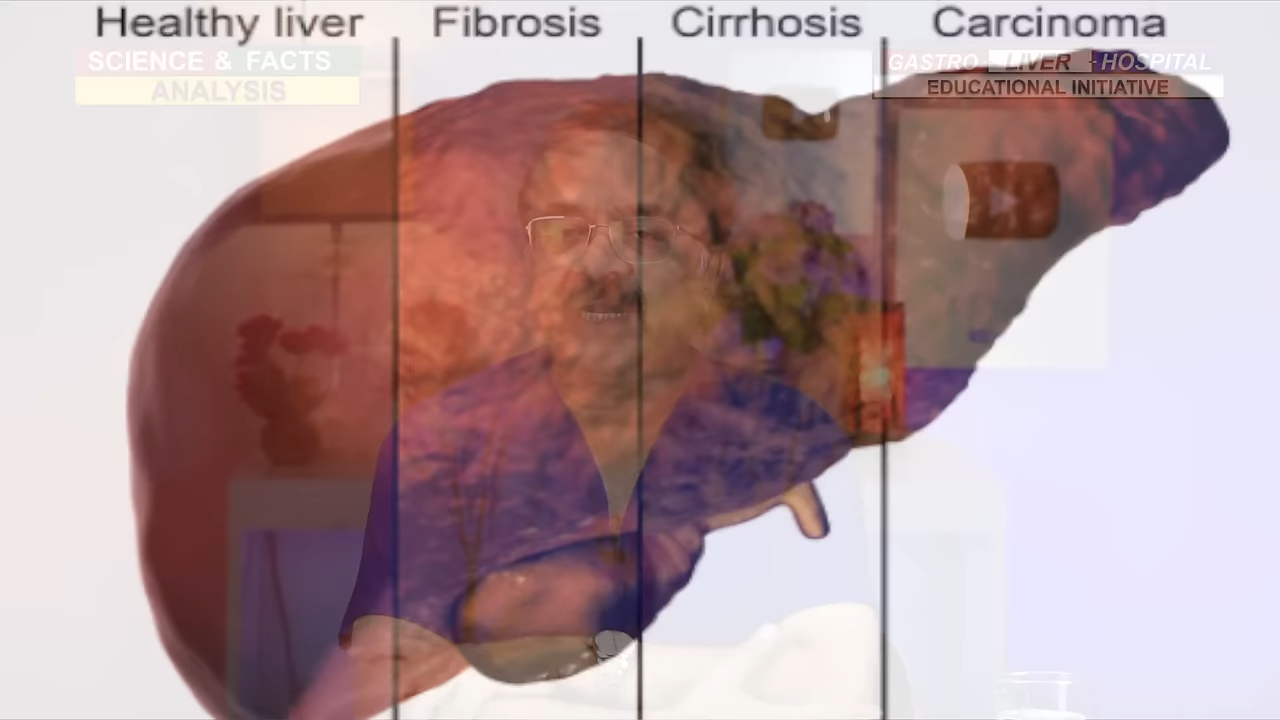 Healthy liver
Fibrosis
Cirrhosis
Carcinoma
SCIENCE & FACTS
ANALYSIS
GASTRO - LIVER - HOSPITAL
EDUCATIONAL INITIATIVE